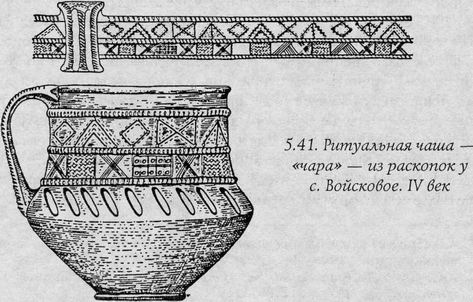 5.41. Ритуальная чаша —
«чара» — из раскопок у
с. Войсковое. IV век